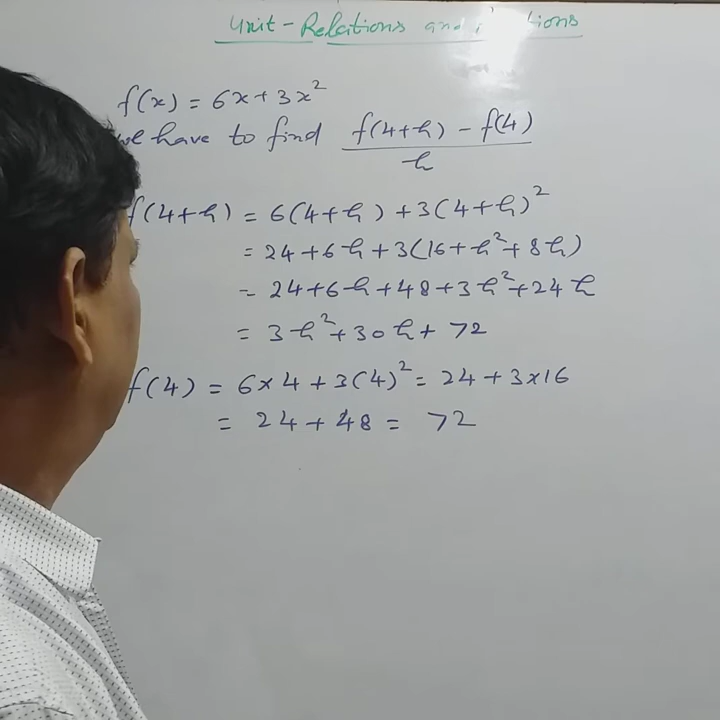 Unit - Relations and
f(x) = 6x + 3x²
we have to find (f(4+h) - f(4))/h
f(4+h) = 6(4+h) + 3(4+h)²
= 24 + 6h + 3(16 + h² + 8h)
= 24 + 6h + 48 + 3h² + 24h
= 3h² + 30h + 72
f(4) = 6×4 + 3(4)² = 24 + 3×16
= 24 + 48 = 72